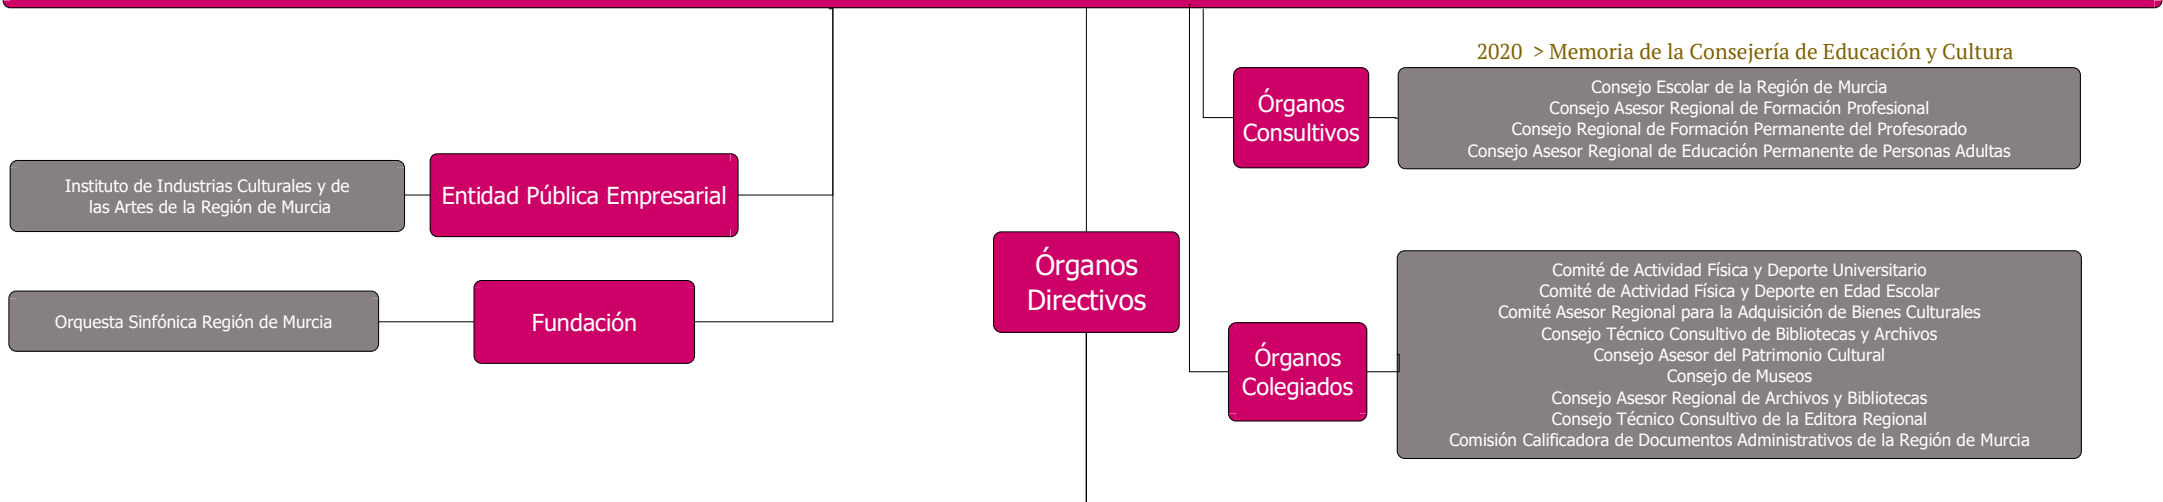 2020 > Memoria de la Consejería de Educación y Cultura
Órganos
Consultivos
Consejo Escolar de la Región de Murcia
Consejo Asesor Regional de Formación Profesional
Consejo Regional de Formación Permanente del Profesorado
Consejo Asesor Regional de Educación Permanente de Personas Adultas
Instituto de Industrias Culturales y de
las Artes de la Región de Murcia
Entidad Pública Empresarial
Órganos
Directivos
Orquesta Sinfónica Región de Murcia
Fundación
Órganos
Colegiados
Comité de Actividad Física y Deporte Universitario
Comité de Actividad Física y Deporte en Edad Escolar
Comité Asesor Regional para la Adquisición de Bienes Culturales
Consejo Técnico Consultivo de Bibliotecas y Archivos
Consejo Asesor del Patrimonio Cultural
Consejo de Museos
Consejo Asesor Regional de Archivos y Bibliotecas
Consejo Técnico Consultivo de la Editora Regional
Comisión Calificadora de Documentos Administrativos de la Región de Murcia